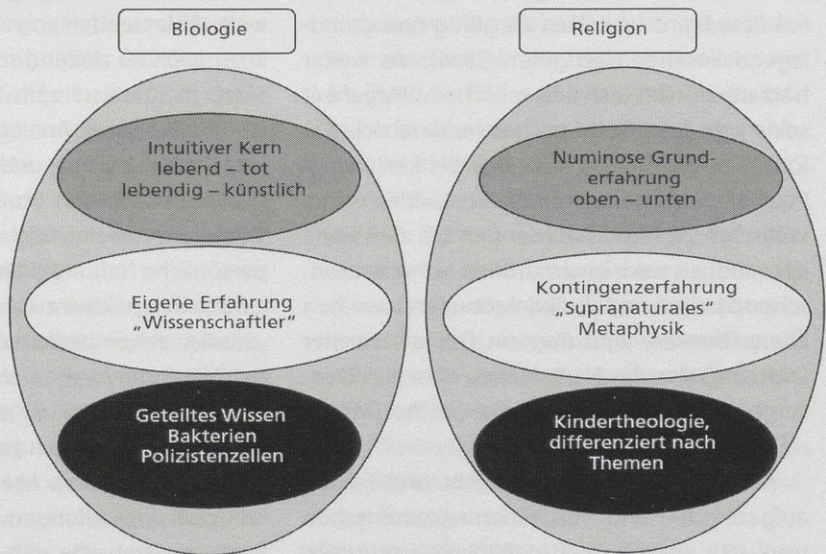 Biologie
Intuitiver Kern
lebend – tot
lebendig – künstlich
Eigene Erfahrung
„Wissenschaftler“
Geteiltes Wissen
Bakterien
Polizistenzellen
Religion
Numinose Grund-
erfahrung
oben – unten
Kontingenzerfahrung
„Supranaturales“
Metaphysik
Kindertheologie,
differenziert nach
Themen